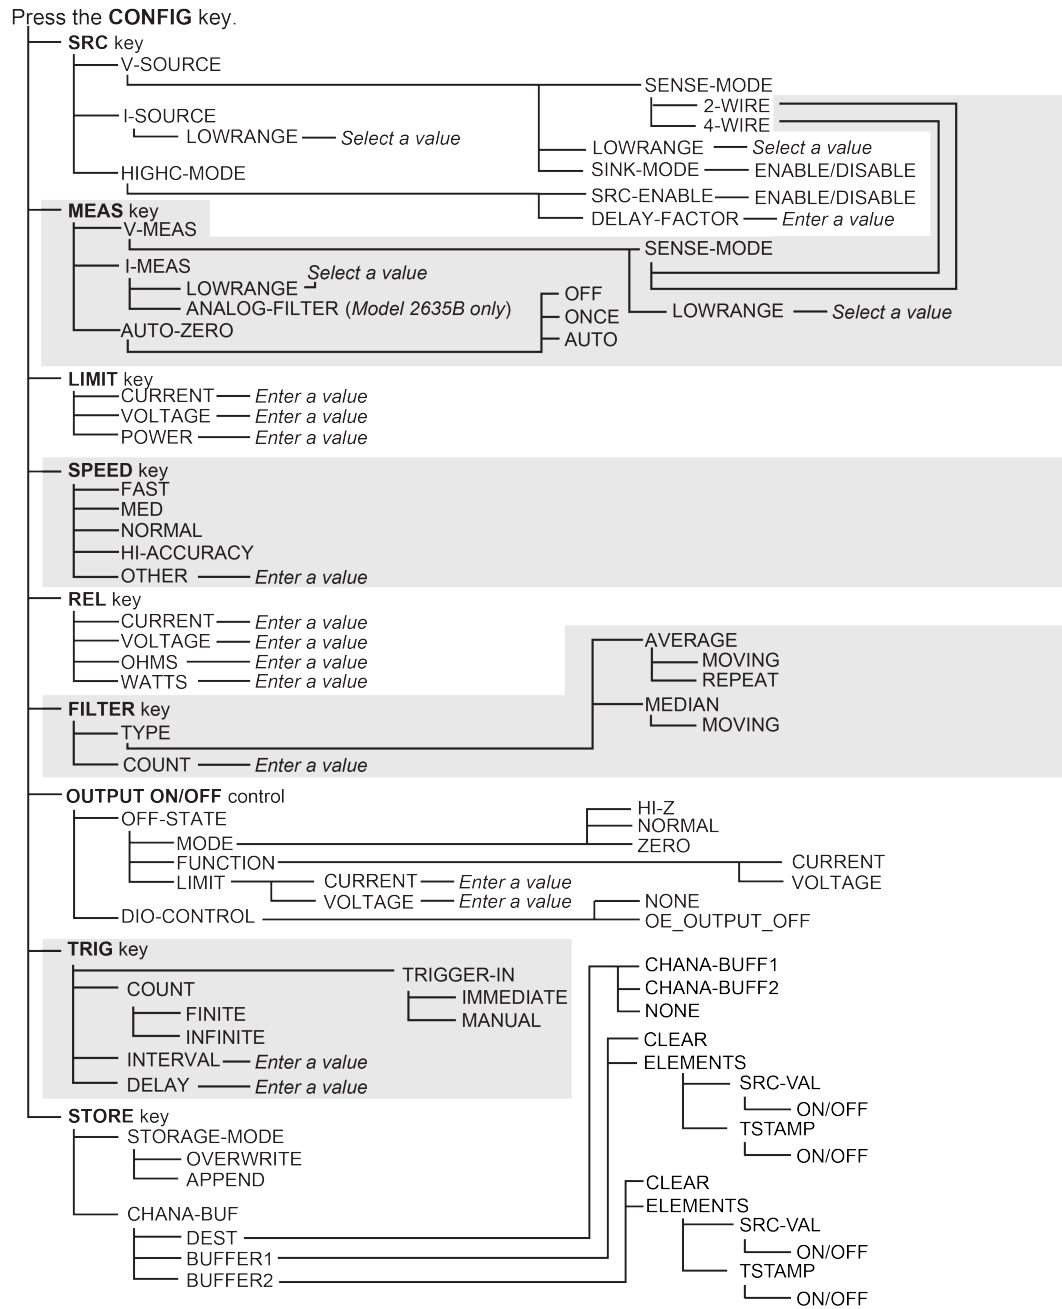 Press the CONFIG key.
SRC key
V-SOURCE
SENSE-MODE
2-WIRE
4-WIRE
I-SOURCE
LOWRANGE Select a value
LOWRANGE Select a value
SINK-MODE ENABLE/DISABLE
HIGHC-MODE
SRC-ENABLE ENABLE/DISABLE
DELAY-FACTOR Enter a value
MEAS key
V-MEAS
SENSE-MODE
I-MEAS
LOWRANGE Select a value
ANALOG-FILTER (Model 2635B only)
LOWRANGE Select a value
AUTO-ZERO
OFF
ONCE
AUTO
LIMIT key
CURRENT Enter a value
VOLTAGE Enter a value
POWER Enter a value
SPEED key
FAST
MED
NORMAL
HI-ACCURACY
OTHER Enter a value
REL key
CURRENT Enter a value
VOLTAGE Enter a value
OHMS Enter a value
WATTS Enter a value
FILTER key
TYPE
AVERAGE
MOVING
REPEAT
MEDIAN
MOVING
COUNT Enter a value
OUTPUT ON/OFF control
OFF-STATE
MODE
HI-Z
NORMAL
ZERO
FUNCTION
CURRENT
VOLTAGE
LIMIT
CURRENT Enter a value
VOLTAGE Enter a value
DIO-CONTROL
NONE
OE_OUTPUT_OFF
TRIG key
TRIGGER-IN
IMMEDIATE
MANUAL
COUNT
FINITE
INFINITE
INTERVAL Enter a value
DELAY Enter a value
STORE key
STORAGE-MODE
OVERWRITE
APPEND
CHANA-BUF
DEST
CHANA-BUFF1
CHANA-BUFF2
NONE
BUFFER1
CLEAR
ELEMENTS
SRC-VAL
ON/OFF
TSTAMP
ON/OFF
BUFFER2
CLEAR
ELEMENTS
SRC-VAL
ON/OFF
TSTAMP
ON/OFF